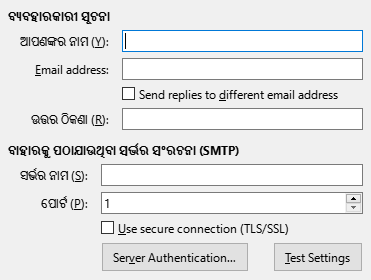 ବ୍ୟବହାରକାରୀ ସୂଚନା
ଆପଣଙ୍କର ନାମ (Y):
Email address:
Send replies to different email address
ଉତ୍ତର ଠିକଣା (R):
ବାହାରକୁ ପଠାଯାଉଥିବା ସର୍ଭର ସଂରଚନା (SMTP)
ସର୍ଭର ନାମ (S):
ପୋର୍ଟ (P): 1
Use secure connection (TLS/SSL)
Server Authentication... Test Settings